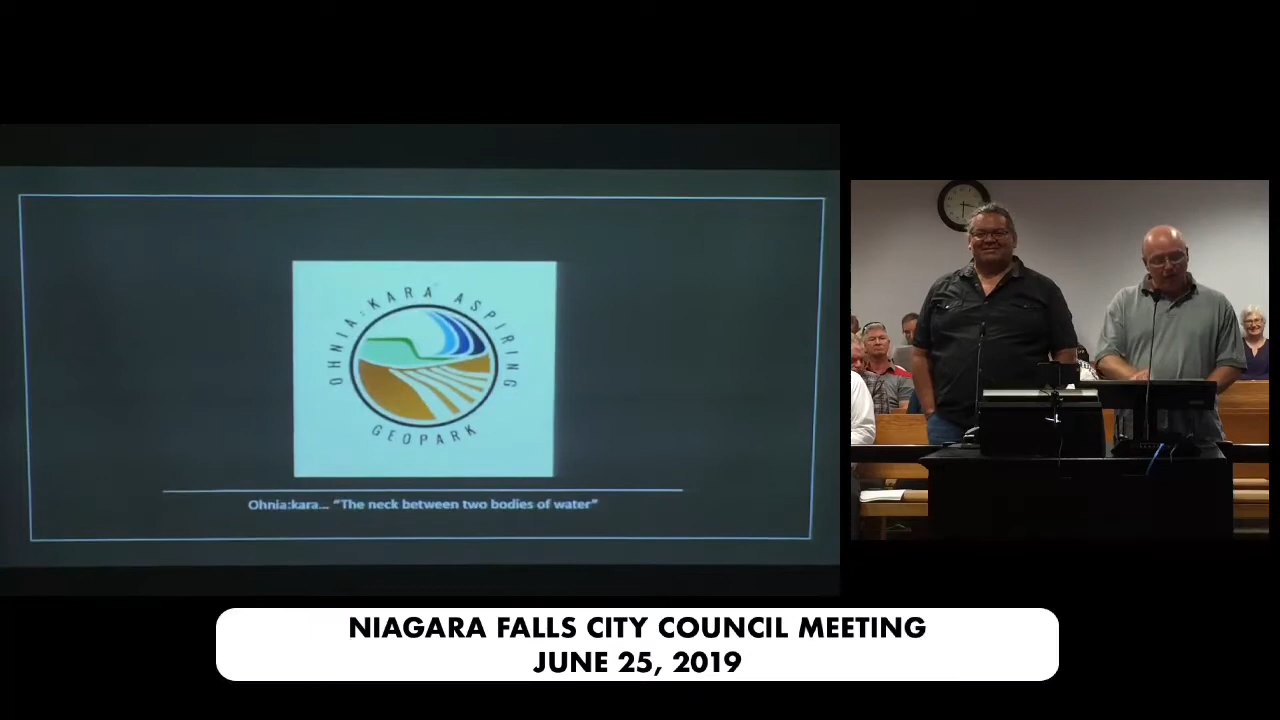 OHNIA:KARA ASPIRING
GEOPARK
Ohnia:kara... “The neck between two bodies of water”
NIAGARA FALLS CITY COUNCIL MEETING
JUNE 25, 2019